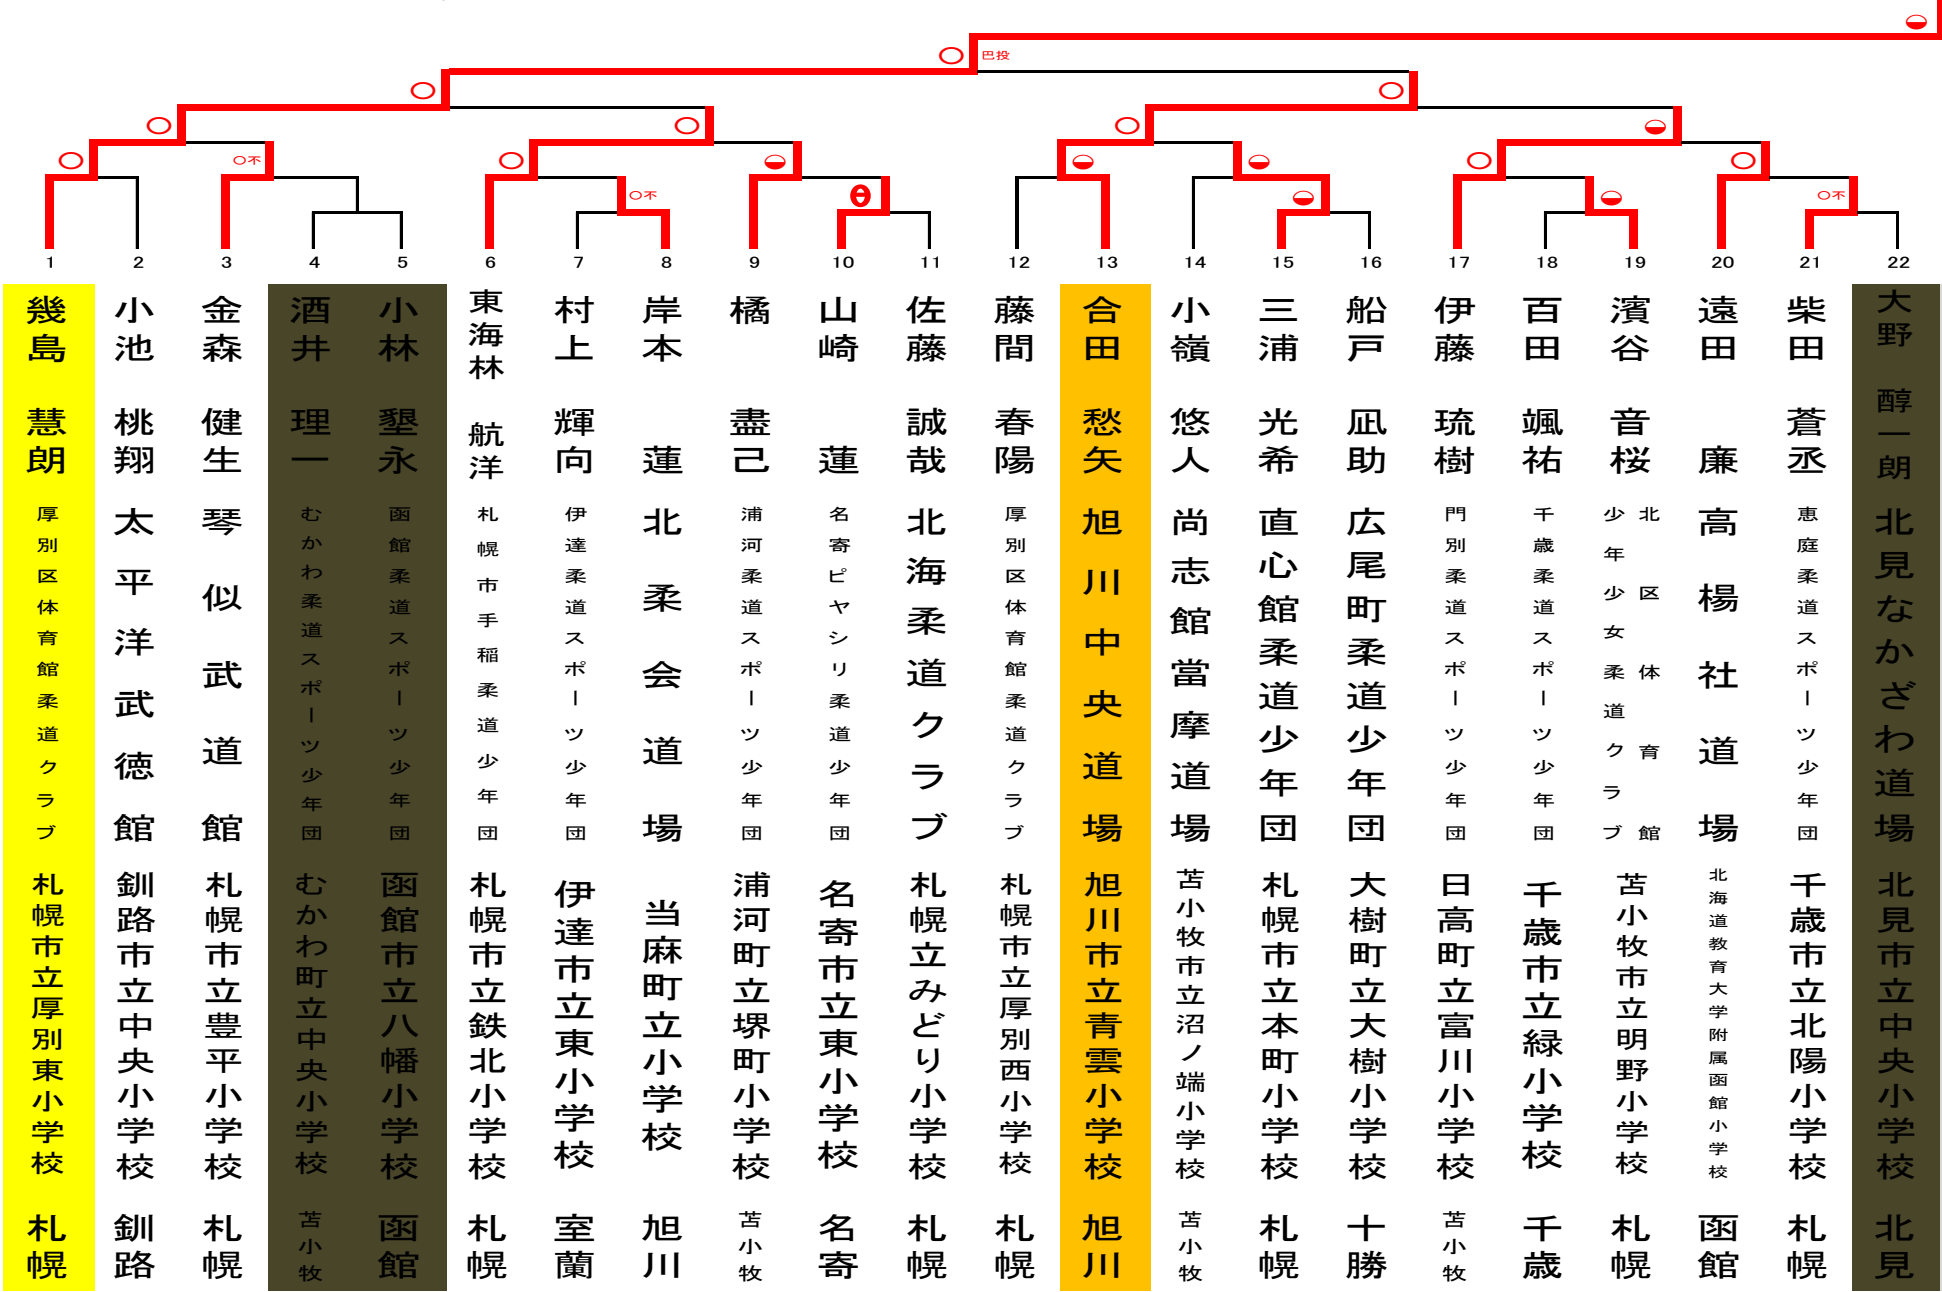 巴投
○不
○不
○不
1
幾島 慧朗
厚別区体育館柔道クラブ
札幌市立厚別東小学校
札幌
2
小池 桃翔
太平洋武徳館
釧路市立中央小学校
釧路
3
金森 健生
琴似武道館
札幌市立豊平小学校
札幌
4
酒井 理一
むかわ柔道スポーツ少年団
むかわ町立中央小学校
苫小牧
5
小林 墾永
函館柔道スポーツ少年団
函館市立八幡小学校
函館
6
東海林 航洋
札幌市手稲柔道少年団
札幌市立鉄北小学校
札幌
7
村上 輝向
伊達柔道スポーツ少年団
伊達市立東小学校
室蘭
8
岸本 蓮
北柔会道場
当麻町立小学校
旭川
9
橘 盡己
浦河柔道スポーツ少年団
浦河町立堺町小学校
苫小牧
10
山崎 蓮
名寄ピヤシリ柔道少年団
名寄市立東小学校
名寄
11
佐藤 誠哉
北海柔道クラブ
札幌立みどり小学校
札幌
12
藤間 春陽
厚別区体育館柔道クラブ
札幌市立厚別西小学校
札幌
13
合田 愁矢
旭川中央道場
旭川市立青雲小学校
旭川
14
小嶺 悠人
尚志館當摩道場
苫小牧市立沼ノ端小学校
苫小牧
15
三浦 光希
直心館柔道少年団
札幌市立本町小学校
札幌
16
船戸 凪助
広尾町柔道少年団
大樹町立大樹小学校
十勝
17
伊藤 琉樹
門別柔道スポーツ少年団
日高町立富川小学校
苫小牧
18
百田 颯祐
千歳柔道スポーツ少年団
千歳市立緑小学校
千歳
19
濱谷 音桜
北区体育館
少年少女柔道クラブ
苫小牧市立明野小学校
札幌
20
遠田 廉
高楊社道場
北海道教育大学附属函館小学校
函館
21
柴田 蒼丞
恵庭柔道スポーツ少年団
千歳市立北陽小学校
札幌
22
大野 醇一朗
北見なかざわ道場
北見市立中央小学校
北見